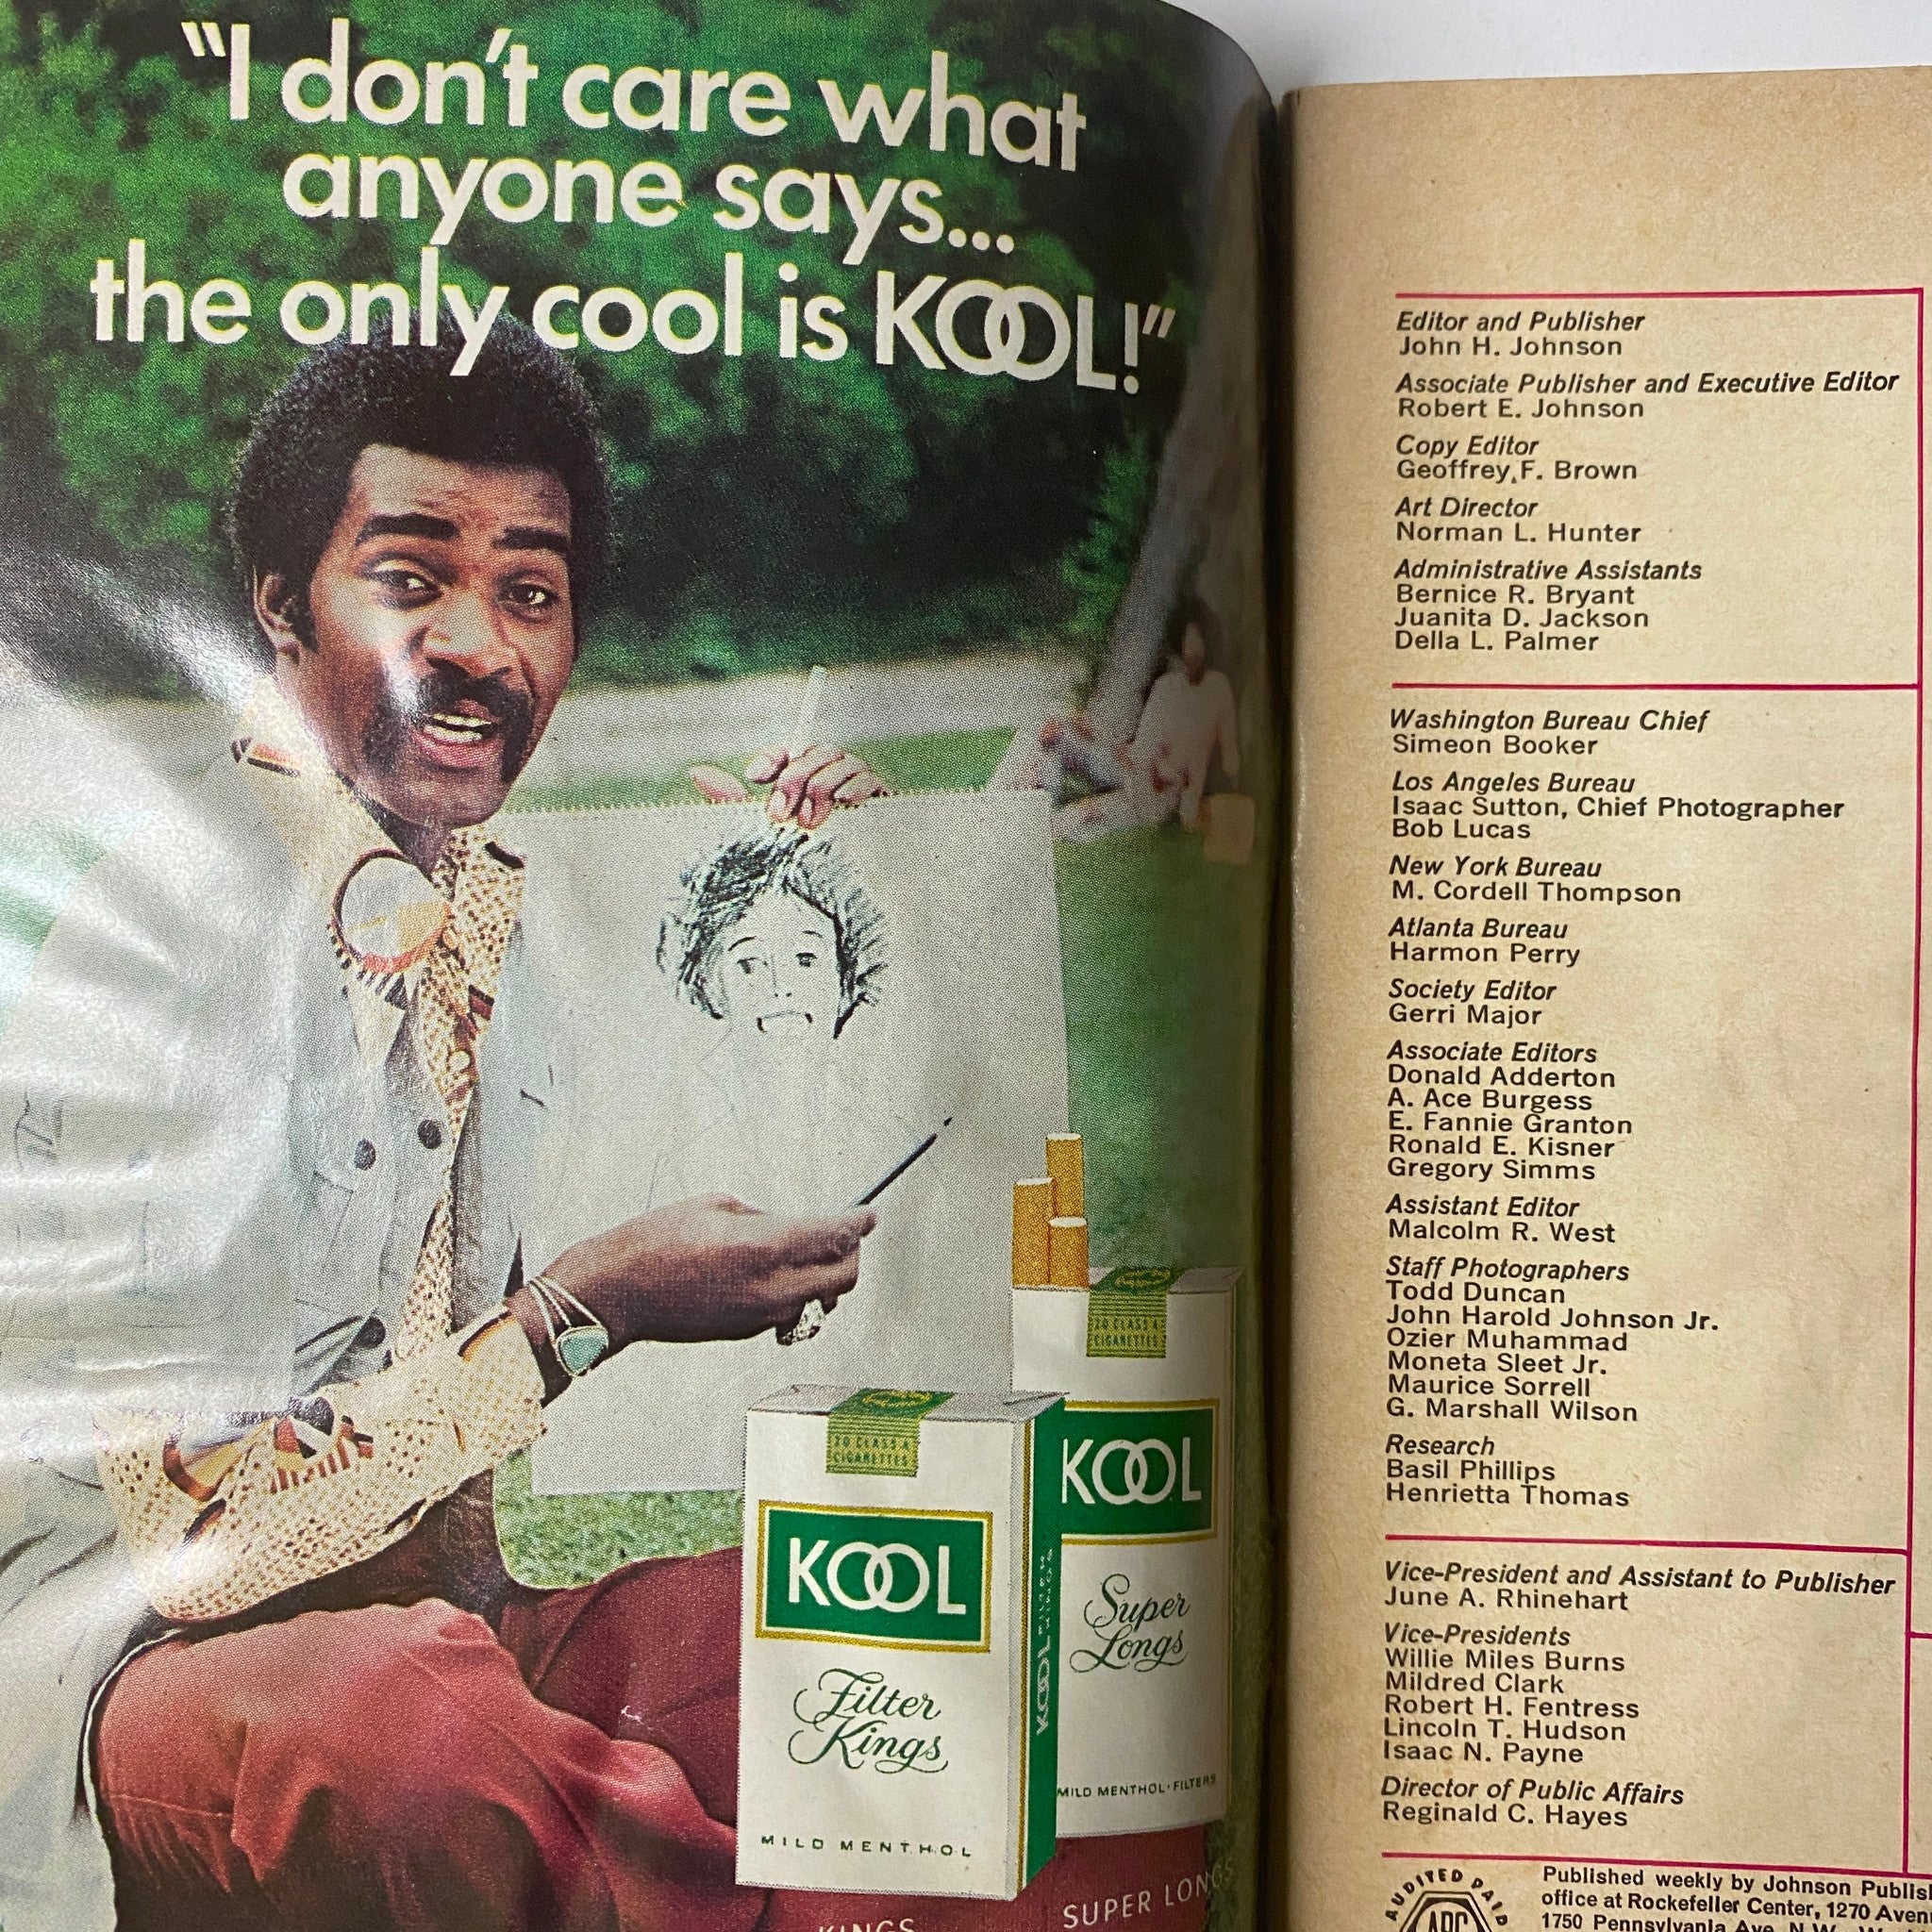 “I don't care what
anyone says...
the only cool is KOOL!”
20 CLASS A
CIGARETTES
KOOL
Super
Longs
MILD MENTHOL · FILTERS
20 CLASS A
CIGARETTES
KOOL
Filter
Kings
MILD MENTHOL
KOOL FILTER
KINGS
KINGS
SUPER LONGS
Editor and Publisher
John H. Johnson
Associate Publisher and Executive Editor
Robert E. Johnson
Copy Editor
Geoffrey F. Brown
Art Director
Norman L. Hunter
Administrative Assistants
Bernice R. Bryant
Juanita D. Jackson
Della L. Palmer
Washington Bureau Chief
Simeon Booker
Los Angeles Bureau
Isaac Sutton, Chief Photographer
Bob Lucas
New York Bureau
M. Cordell Thompson
Atlanta Bureau
Harmon Perry
Society Editor
Gerri Major
Associate Editors
Donald Adderton
A. Ace Burgess
E. Fannie Granton
Ronald E. Kisner
Gregory Simms
Assistant Editor
Malcolm R. West
Staff Photographers
Todd Duncan
John Harold Johnson Jr.
Ozier Muhammad
Moneta Sleet Jr.
Maurice Sorrell
G. Marshall Wilson
Research
Basil Phillips
Henrietta Thomas
Vice-President and Assistant to Publisher
June A. Rhinehart
Vice-Presidents
Willie Miles Burns
Mildred Clark
Robert H. Fentress
Lincoln T. Hudson
Isaac N. Payne
Director of Public Affairs
Reginald C. Hayes
AUDITED PAID
ABC
Published weekly by Johnson Publis
office at Rockefeller Center, 1270 Aven
1750 Pennsylvania Ave. N.W.